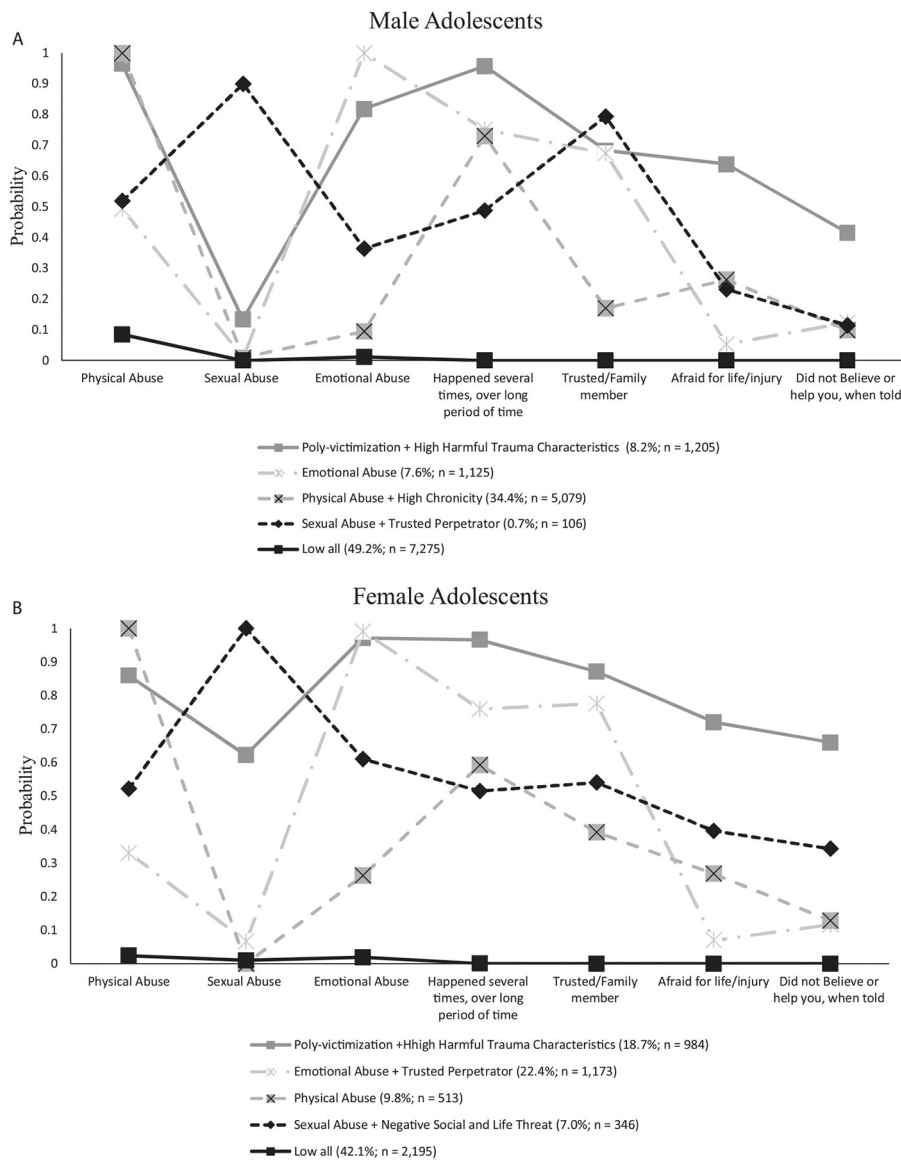 Male Adolescents
A
1
0.9
0.8
0.7
0.6
0.5
0.4
0.3
0.2
0.1
0
Probability
Physical Abuse
Sexual Abuse
Emotional Abuse
Happened several
times, over long
period of time
Trusted/Family
member
Afraid for life/injury
Did not Believe or
help you, when told
Poly-victimization + High Harmful Trauma Characteristics (8.2%; n = 1,205)
Emotional Abuse (7.6%; n = 1,125)
Physical Abuse + High Chronicity (34.4%; n = 5,079)
Sexual Abuse + Trusted Perpetrator (0.7%; n = 106)
Low all (49.2%; n = 7,275)
Female Adolescents
B
1
0.9
0.8
0.7
0.6
0.5
0.4
0.3
0.2
0.1
0
Probability
Physical Abuse
Sexual Abuse
Emotional Abuse
Happened several
times, over long
period of time
Trusted/Family
member
Afraid for life/injury
Did not Believe or
help you, when told
Poly-victimization +Hhigh Harmful Trauma Characteristics (18.7%; n = 984)
Emotional Abuse + Trusted Perpetrator (22.4%; n = 1,173)
Physical Abuse (9.8%; n = 513)
Sexual Abuse + Negative Social and Life Threat (7.0%; n = 346)
Low all (42.1%; n = 2,195)